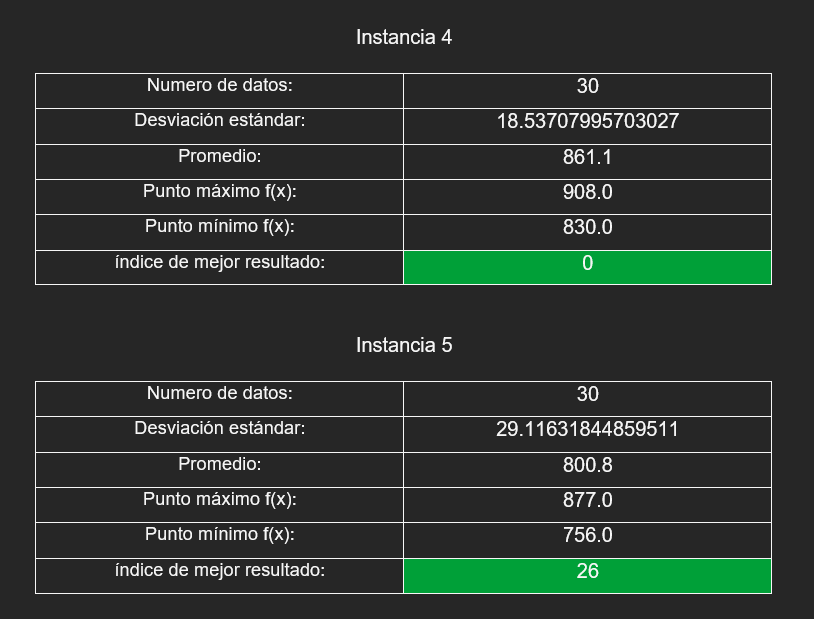 Instancia 4
Numero de datos: 30
Desviación estándar: 18.53707995703027
Promedio: 861.1
Punto máximo f(x): 908.0
Punto mínimo f(x): 830.0
índice de mejor resultado: 0
Instancia 5
Numero de datos: 30
Desviación estándar: 29.11631844859511
Promedio: 800.8
Punto máximo f(x): 877.0
Punto mínimo f(x): 756.0
índice de mejor resultado: 26